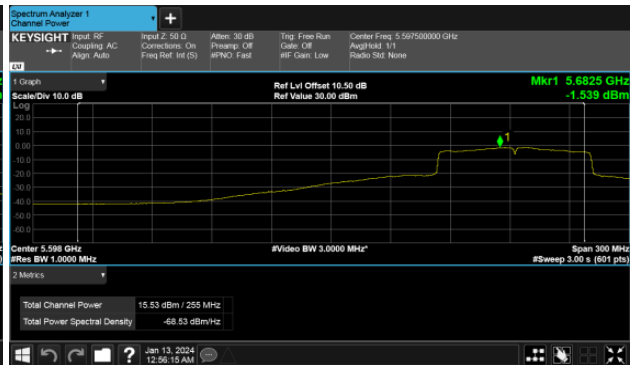 Spectrum Analyzer 1
Channel Power
+
KEYSIGHT
Input: RF
Coupling: AC
Align: Auto
Input Z: 50 Ω
Corrections: On
Freq Ref: Int (S)
Atten: 30 dB
Preamp: Off
#PNO: Fast
Trig: Free Run
Gate: Off
#IF Gain: Low
Center Freq: 5.597500000 GHz
Avg|Hold: 1/1
Radio Std: None
LXI
1 Graph
Scale/Div 10.0 dB
Ref Lvl Offset 10.50 dB
Ref Value 30.00 dBm
Mkr1 5.6825 GHz
-1.539 dBm
Log
20.0
10.0
0.00
-10.0
-20.0
-30.0
-40.0
-50.0
-60.0
1
Center 5.598 GHz
#Res BW 1.0000 MHz
#Video BW 3.0000 MHz*
Span 300 MHz
#Sweep 3.00 s (601 pts)
2 Metrics
Total Channel Power 15.53 dBm / 255 MHz
Total Power Spectral Density -68.53 dBm/Hz
?
Jan 13, 2024
12:56:15 AM